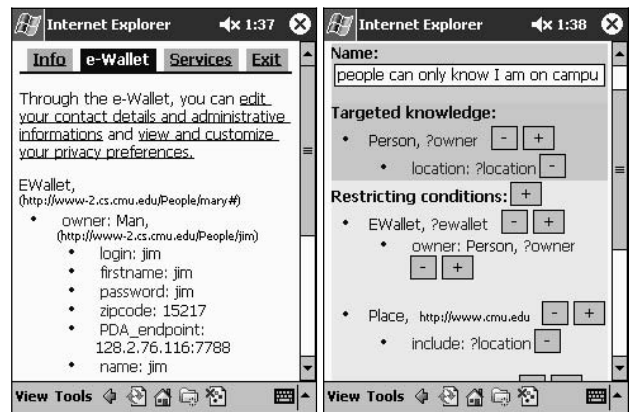 Internet Explorer 1:37
Info e-Wallet Services Exit
Through the e-Wallet, you can edit
your contact details and administrative
informations and view and customize
your privacy preferences.
EWallet,
(http://www-2.cs.cmu.edu/People/mary#)
• owner: Man,
(http://www-2.cs.cmu.edu/People/jim)
• login: jim
• firstname: jim
• password: jim
• zipcode: 15217
• PDA_endpoint:
128.2.76.116:7788
• name: jim
View Tools
Internet Explorer 1:38
Name:
people can only know I am on campu
Targeted knowledge:
• Person, ?owner - +
• location: ?location -
Restricting conditions: +
• EWallet, ?ewallet - +
• owner: Person, ?owner
- +
• Place, http://www.cmu.edu - +
• include: ?location -
View Tools